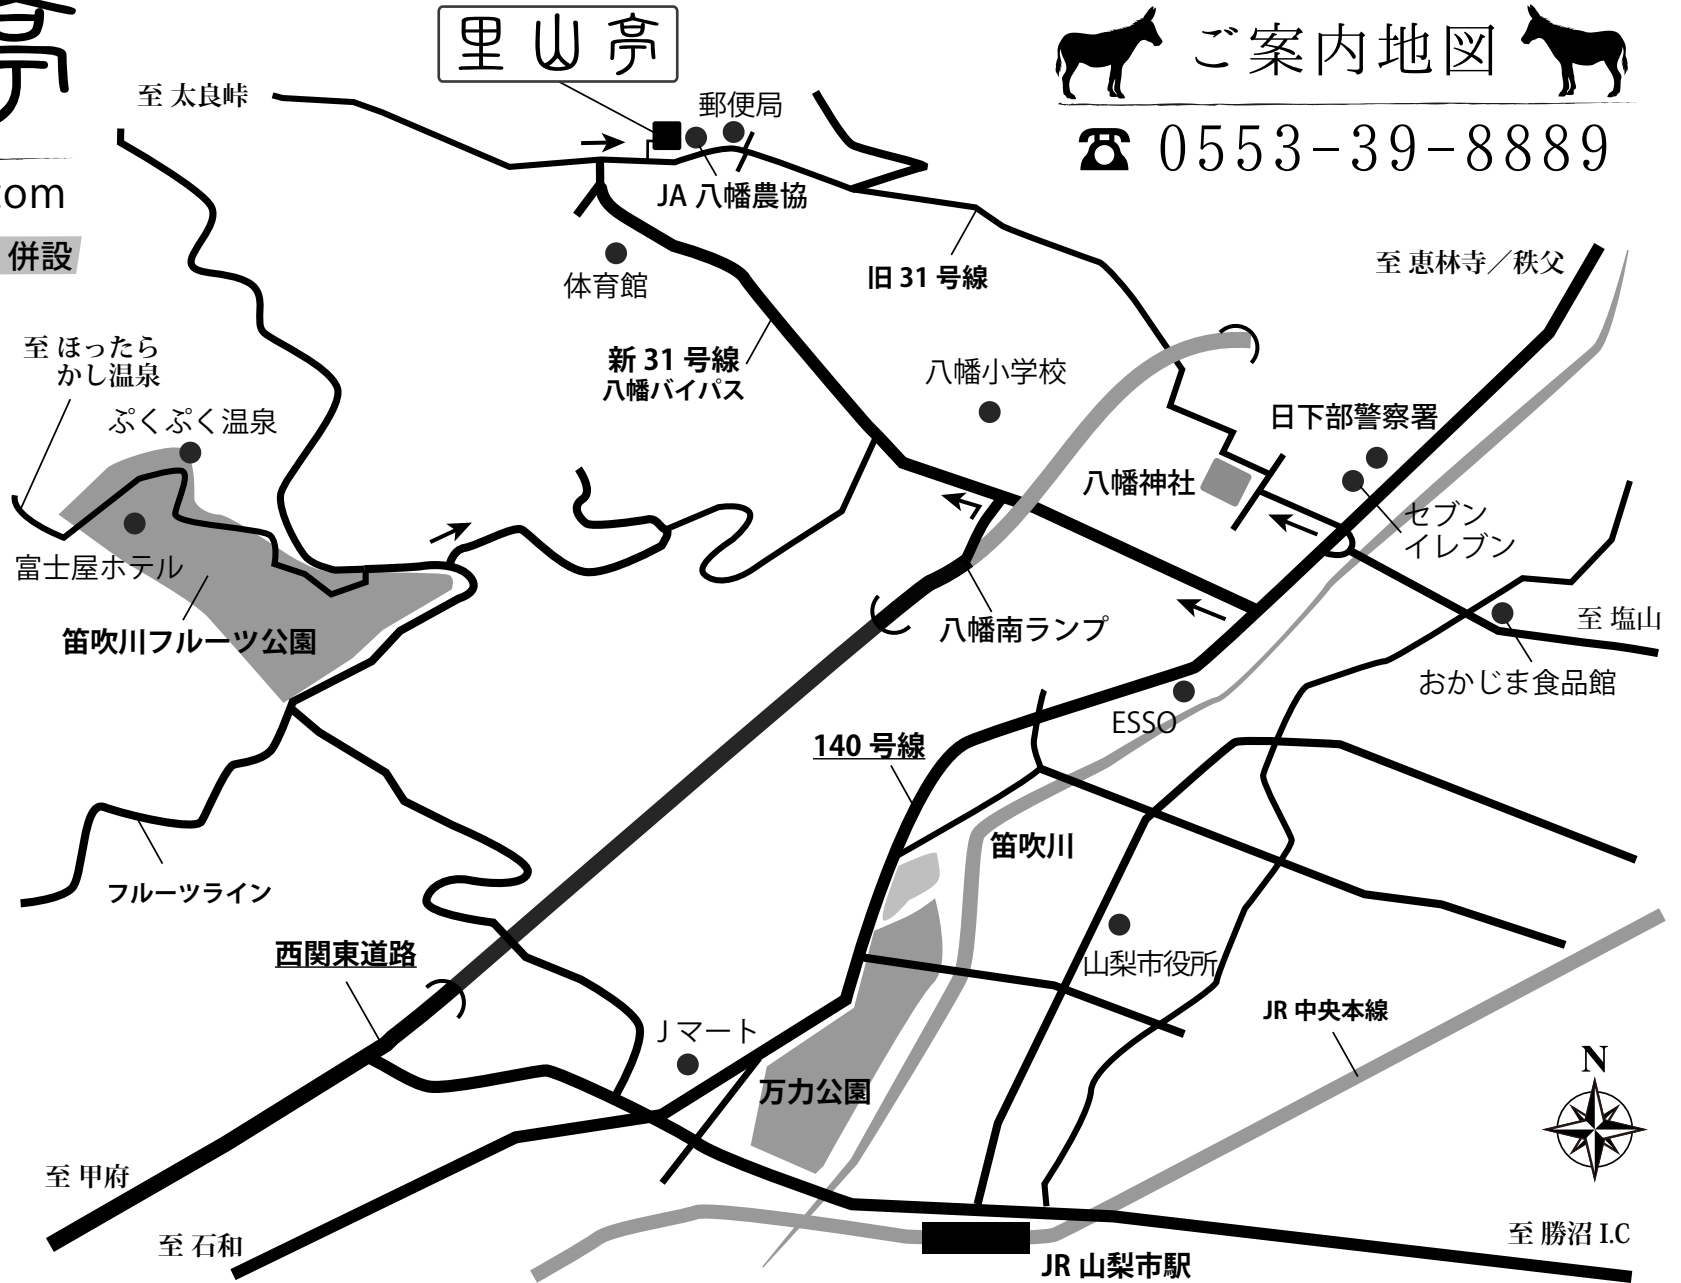 亭
com
併設
里山亭
ご案内地図
☎ 0553-39-8889
至 太良峠
郵便局
JA 八幡農協
体育館
旧 31 号線
至 恵林寺／秩父
至 ほったら
かし温泉
新 31 号線
八幡バイパス
八幡小学校
ぷくぷく温泉
日下部警察署
八幡神社
セブン
イレブン
富士屋ホテル
笛吹川フルーツ公園
八幡南ランプ
至 塩山
おかじま食品館
ESSO
140 号線
笛吹川
フルーツライン
西関東道路
山梨市役所
JR 中央本線
Jマート
万力公園
N
至 甲府
至 石和
至 勝沼 I.C
JR 山梨市駅